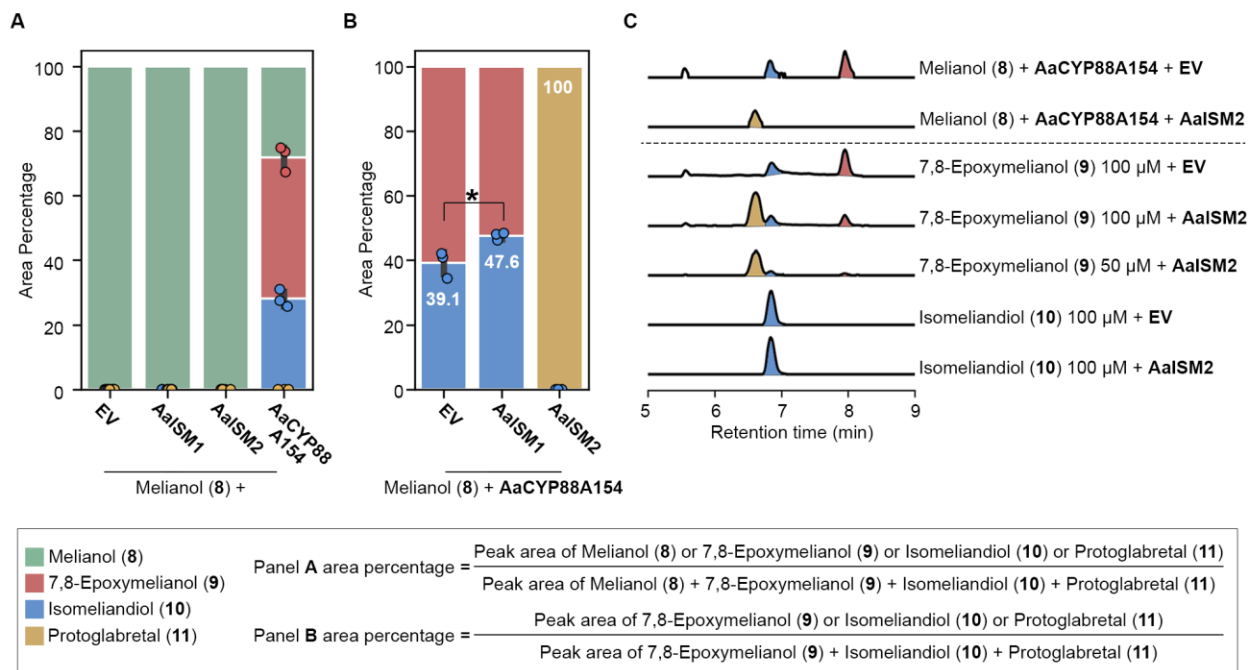 A
B
C
100
80
60
40
20
0
Area Percentage
EV
AaISM1
AaISM2
AaCYP88
A154
Melianol (8) +
100
80
60
40
20
0
Area Percentage
*
39.1
47.6
100
EV
AaISM1
AaISM2
Melianol (8) + AaCYP88A154
Melianol (8) + AaCYP88A154 + EV
Melianol (8) + AaCYP88A154 + AaISM2
7,8-Epoxymelianol (9) 100 µM + EV
7,8-Epoxymelianol (9) 100 µM + AaISM2
7,8-Epoxymelianol (9) 50 µM + AaISM2
Isomeliandiol (10) 100 µM + EV
Isomeliandiol (10) 100 µM + AaISM2
5 6 7 8 9
Retention time (min)
Melianol (8)
7,8-Epoxymelianol (9)
Isomeliandiol (10)
Protoglabretal (11)
Panel A area percentage =
Peak area of Melianol (8) or 7,8-Epoxymelianol (9) or Isomeliandiol (10) or Protoglabretal (11)
Peak area of Melianol (8) + 7,8-Epoxymelianol (9) + Isomeliandiol (10) + Protoglabretal (11)
Panel B area percentage =
Peak area of 7,8-Epoxymelianol (9) or Isomeliandiol (10) or Protoglabretal (11)
Peak area of 7,8-Epoxymelianol (9) + Isomeliandiol (10) + Protoglabretal (11)